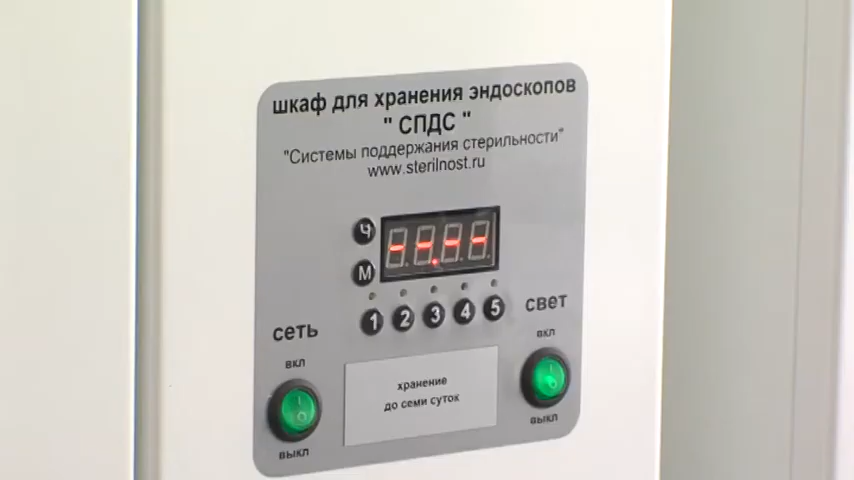 шкаф для хранения эндоскопов
" СПДС "
"Системы поддержания стерильности"
www.sterilnost.ru
Ч
М
1 2 3 4 5
сеть
свет
вкл
вкл
хранение
до семи суток
выкл
выкл